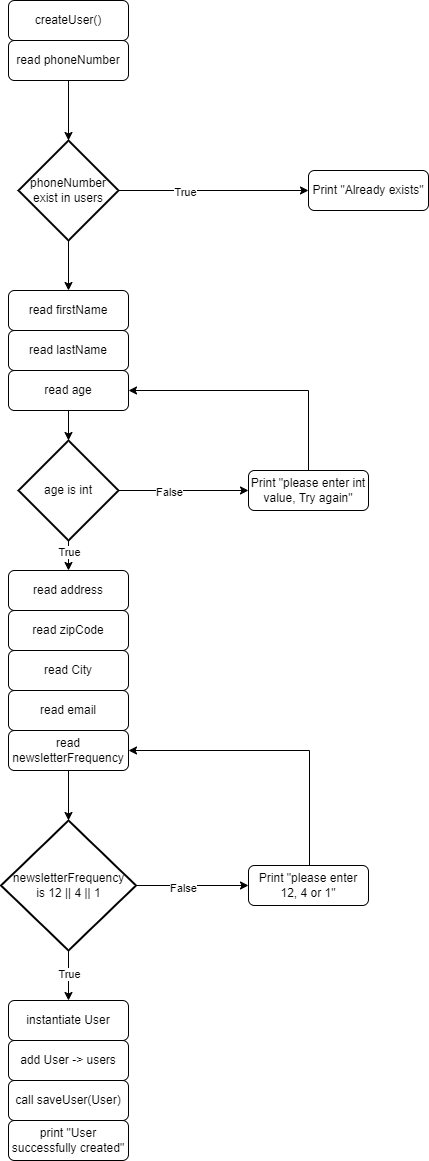 createUser()
read phoneNumber
phoneNumber
exist in users
True
Print "Already exists"
read firstName
read lastName
read age
age is int
False
Print "please enter int
value, Try again"
True
read address
read zipCode
read City
read email
read
newsletterFrequency
newsletterFrequency
is 12 || 4 || 1
False
Print "please enter
12, 4 or 1"
True
instantiate User
add User -> users
call saveUser(User)
print "User
successfully created"